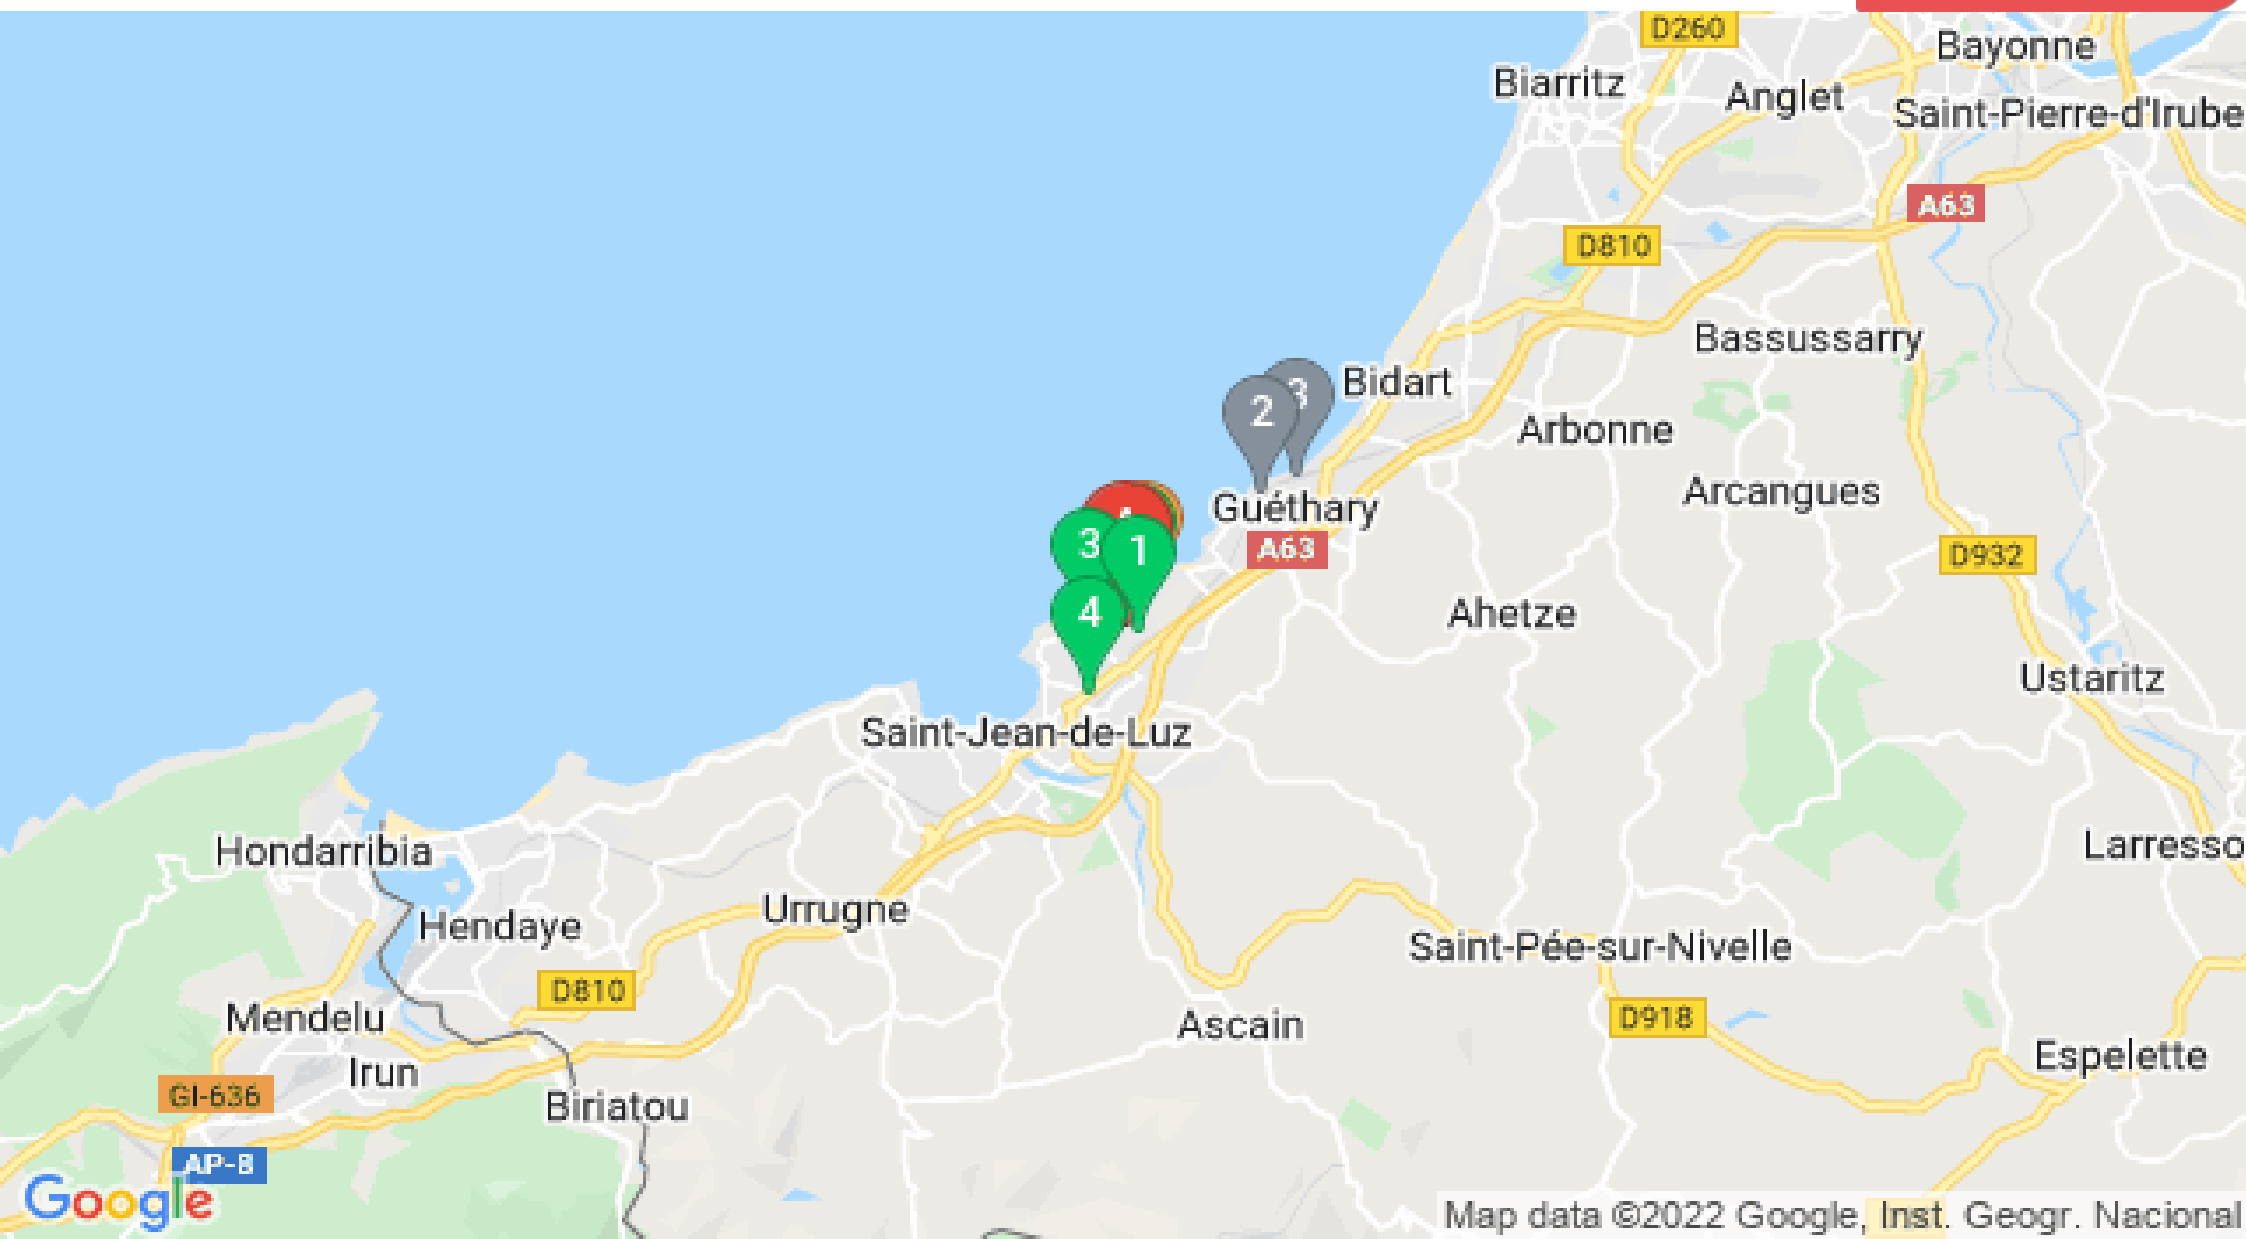 D260
Bayonne
Biarritz
Anglet
Saint-Pierre-d'Irube
A63
D810
Bassussarry
3
Bidart
2
Arbonne
Arcangues
Guéthary
A63
3
1
D932
4
Ahetze
Ustaritz
Saint-Jean-de-Luz
Hondarribia
Larresso
Urrugne
Hendaye
Saint-Pée-sur-Nivelle
D810
Mendelu
D918
Ascain
Irun
Espelette
GI-636
Biriatou
AP-8
Google
Map data ©2022 Google, Inst. Geogr. Nacional